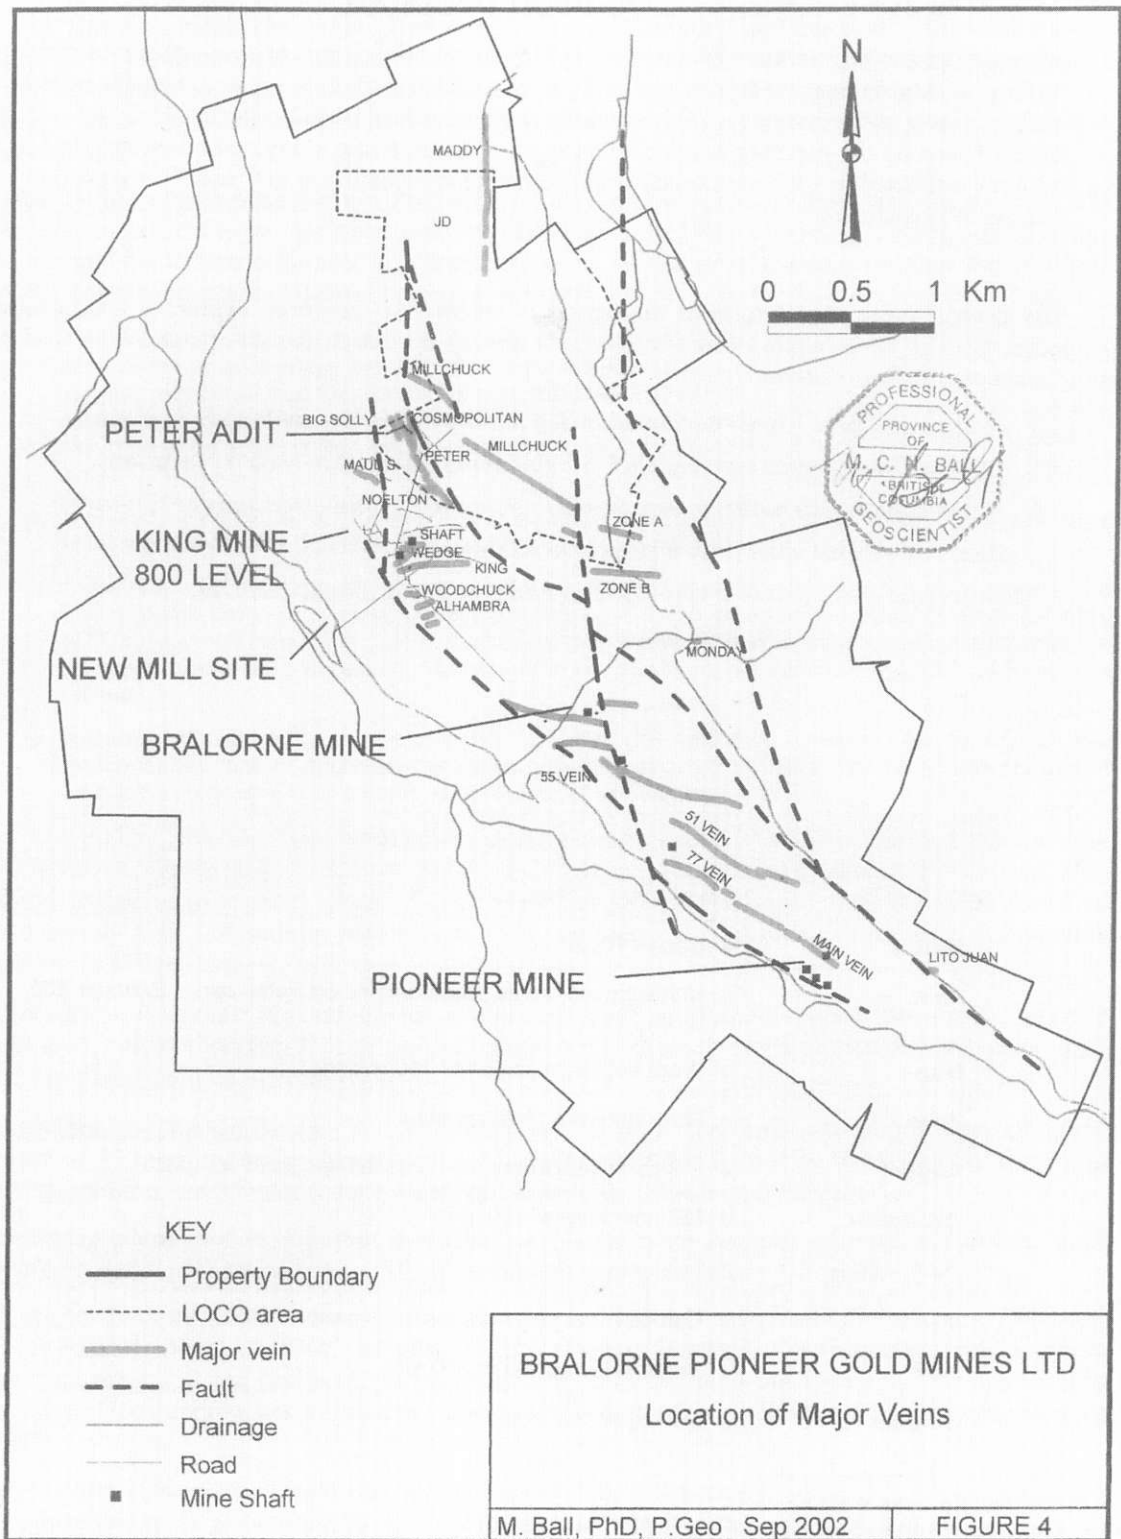 N
MADDY
JD
0 0.5 1 Km
MILLCHUCK
BIG SOLLY
COSMOPOLITAN
PETER ADIT
MILLCHUCK
PETER
MAUD S
NOELTON
PROFESSIONAL
PROVINCE
OF
M. C. N. BALL
BRITISH
COLUMBIA
GEOSCIENTIST
ZONE A
KING MINE
800 LEVEL
SHAFT
WEDGE
KING
ZONE B
WOODCHUCK
ALHAMBRA
MONDAY
NEW MILL SITE
BRALORNE MINE
55 VEIN
51 VEIN
77 VEIN
MAIN VEIN
LITO JUAN
PIONEER MINE
KEY
Property Boundary
LOCO area
Major vein
Fault
Drainage
Road
Mine Shaft
BRALORNE PIONEER GOLD MINES LTD
Location of Major Veins
M. Ball, PhD, P.Geo Sep 2002
FIGURE 4